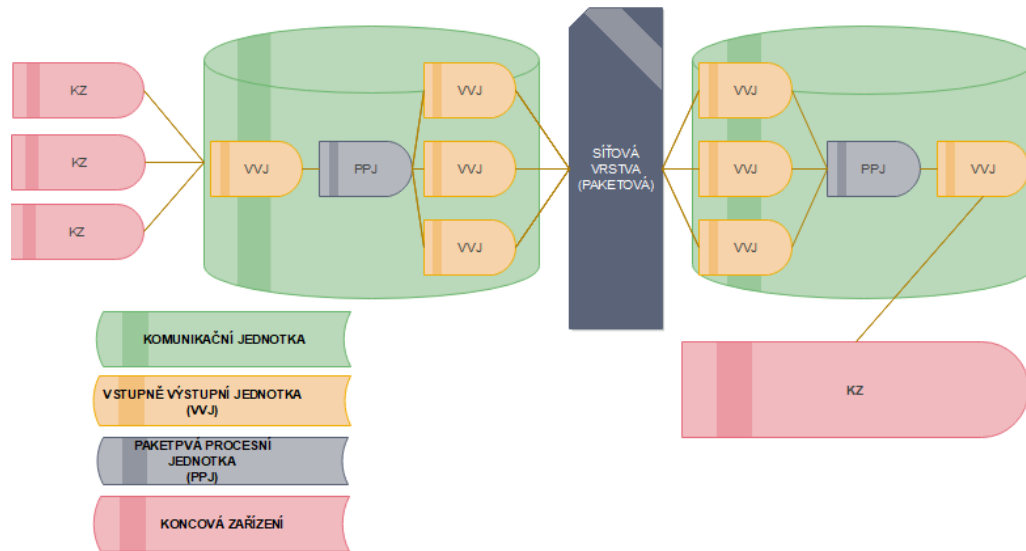 KZ
KZ
KZ
VVJ
PPJ
VVJ
VVJ
VVJ
SÍŤOVÁ
VRSTVA
(PAKETOVÁ)
VVJ
VVJ
VVJ
PPJ
VVJ
KZ
KOMUNIKAČNÍ JEDNOTKA
VSTUPNĚ VÝSTUPNÍ JEDNOTKA
(VVJ)
PAKETPVÁ PROCESNÍ
JEDNOTKA
(PPJ)
KONCOVÁ ZAŘÍZENÍ